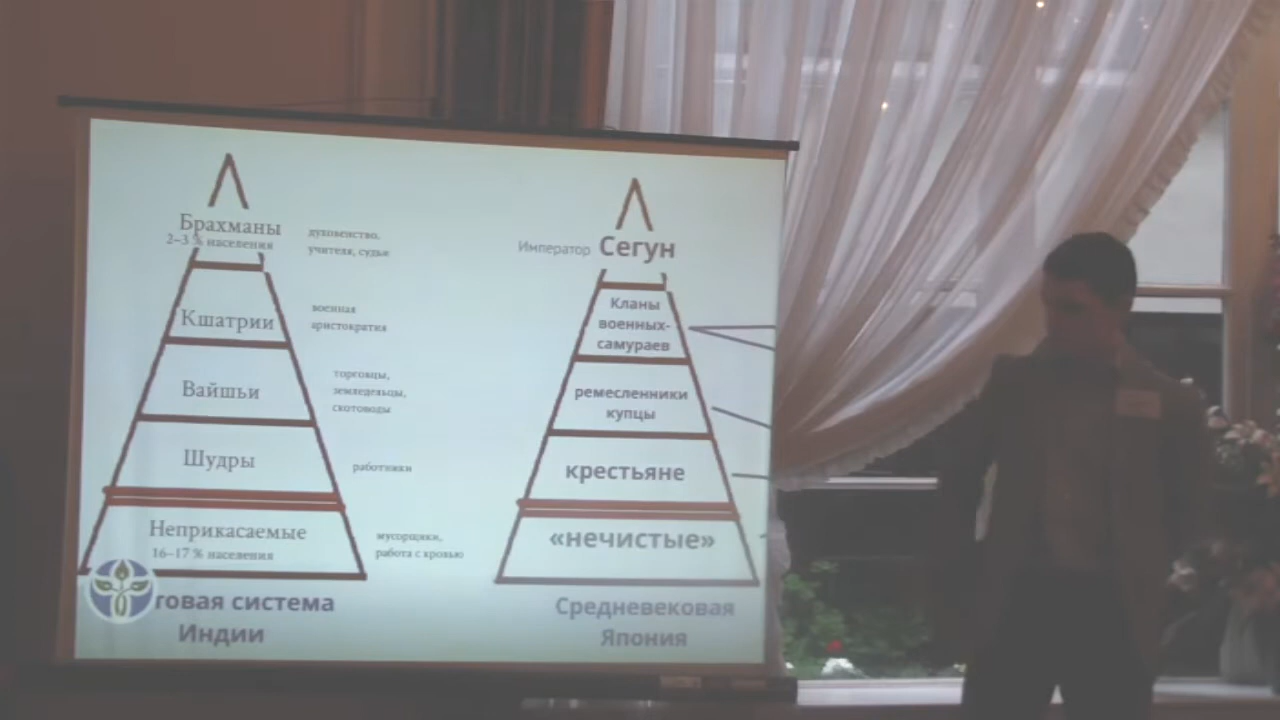 Брахманы
2–3 % населения
духовенство,
учителя, судьи
Кшатрии
военная
аристократия
Вайшьи
торговцы,
земледельцы,
скотоводы
Шудры
работники
Неприкасаемые
16–17 % населения
мусорщики,
работа с кровью
говая система
Индии
Император Сегун
Кланы
военных-
самураев
ремесленники
купцы
крестьяне
«нечистые»
Средневековая
Япония